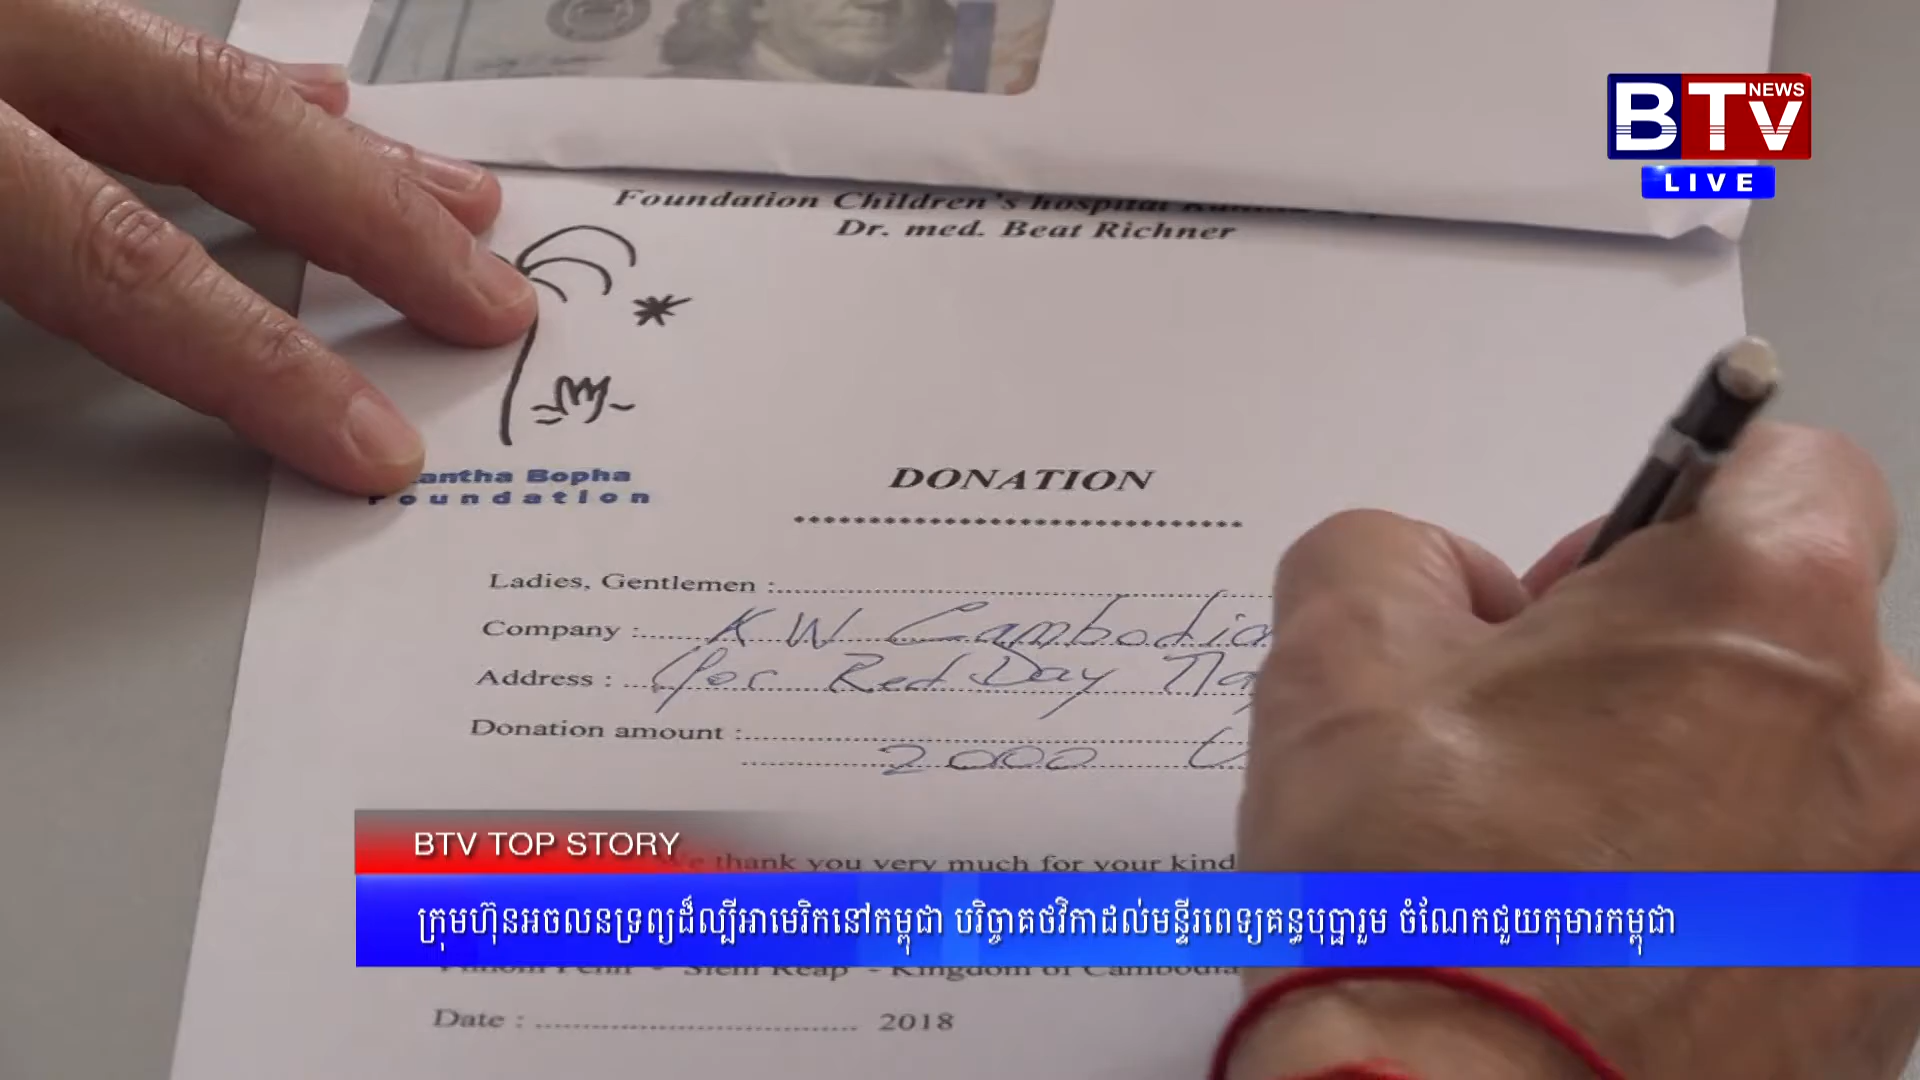 BTV NEWS
LIVE
Foundation Children's hospital
Dr. med. Beat Richner
antha Bopha
Foundation
DONATION
Ladies, Gentlemen :
Company : KW Cambodia
Address : for Red Day
Donation amount :
2000
BTV TOP STORY
We thank you very much for your kind
ក្រុមហ៊ុនអចលនទ្រព្យដ៏ល្បីអាមេរិកនៅកម្ពុជា បរិច្ចាគថវិកាដល់មន្ទីរពេទ្យគន្ធបុប្ផារួម ចំណែកជួយកុមារកម្ពុជា
Phnom Penh - Siem Reap - Kingdom of Cambodia
Date : 2018